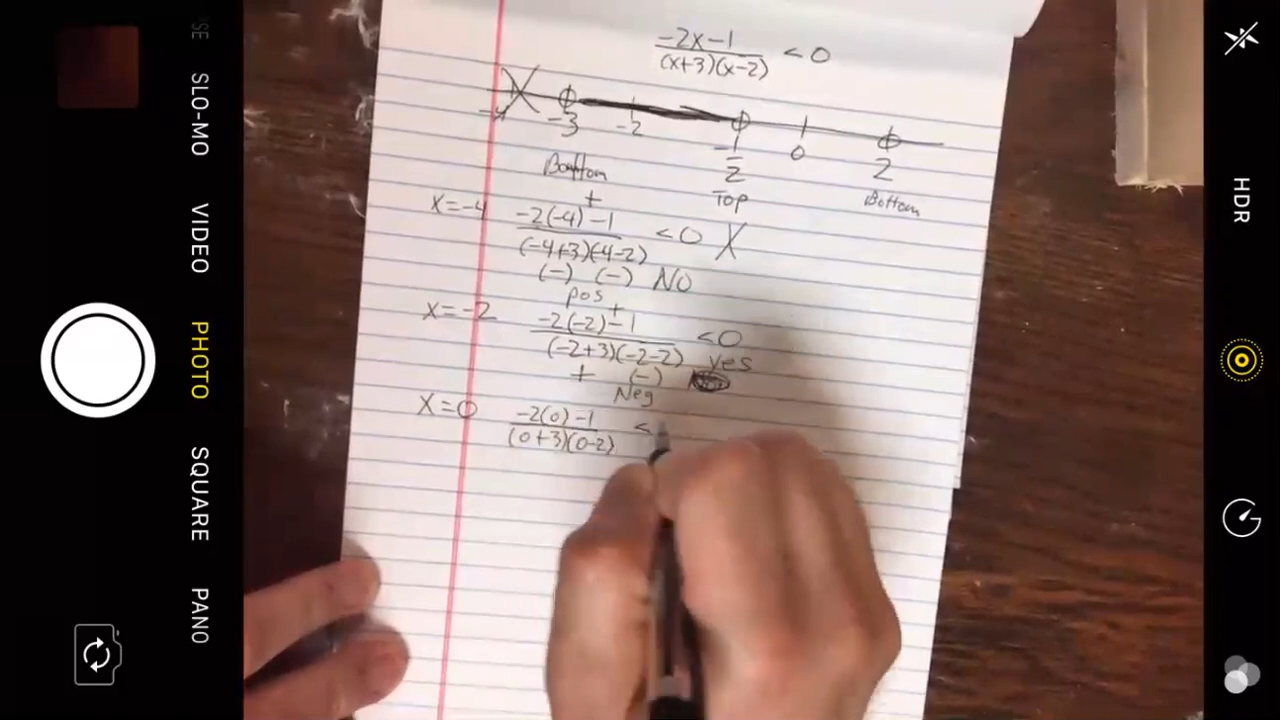 -2x-1
(x+3)(x-2) < 0
-4 -3 -2 -1/2 0 2
Bottom Top Bottom
+
x=-4 -2(-4)-1
(-4+3)(-4-2) <0 X
(-) (-) NO
pos +
x=-2 -2(-2)-1
(-2+3)(-2-2) <0
yes
+ (-)
Neg
x=0 -2(0)-1
(0+3)(0-2) <
SE
SLO-MO
VIDEO
PHOTO
SQUARE
PANO
HDR